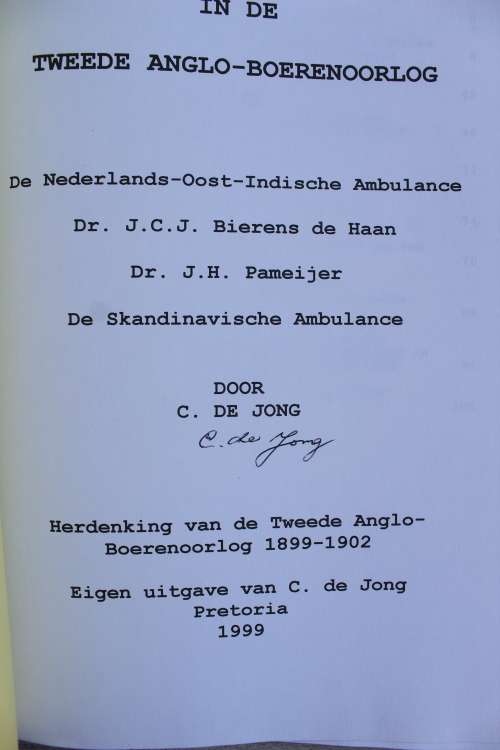 IN DE
TWEEDE ANGLO-BOERENOORLOG
De Nederlands-Oost-Indische Ambulance
Dr. J.C.J. Bierens de Haan
Dr. J.H. Pameijer
De Skandinavische Ambulance
DOOR
C. DE JONG
C. de Jong
Herdenking van de Tweede Anglo-
Boerenoorlog 1899-1902
Eigen uitgave van C. de Jong
Pretoria
1999